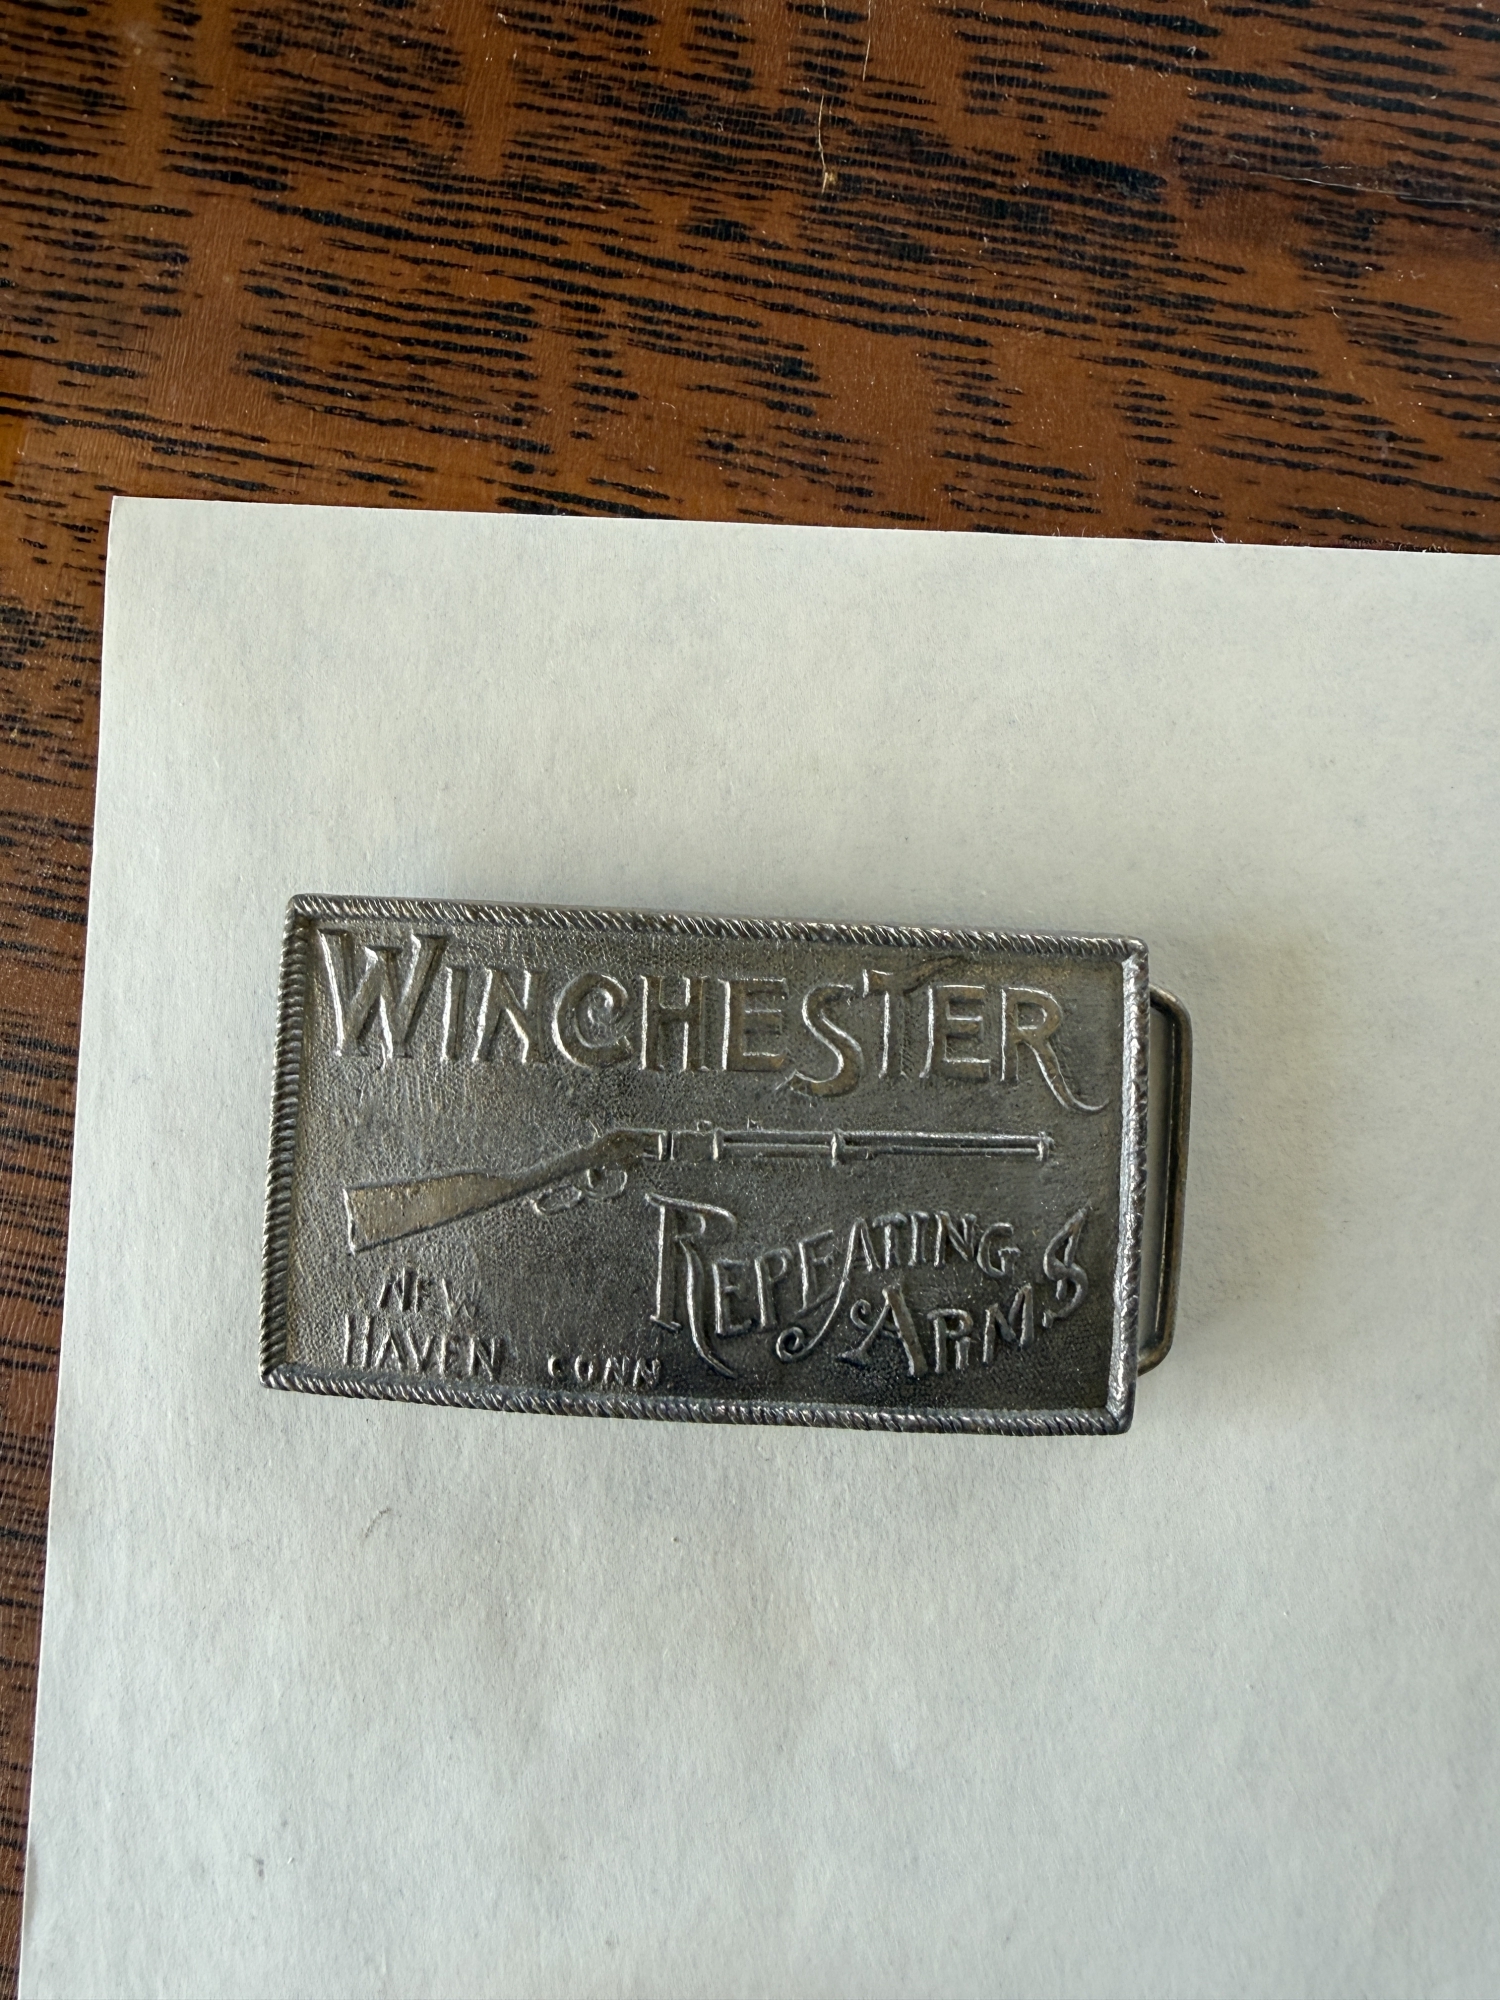 WINCHESTER
REPEATING
ARMS
NEW
HAVEN CONN